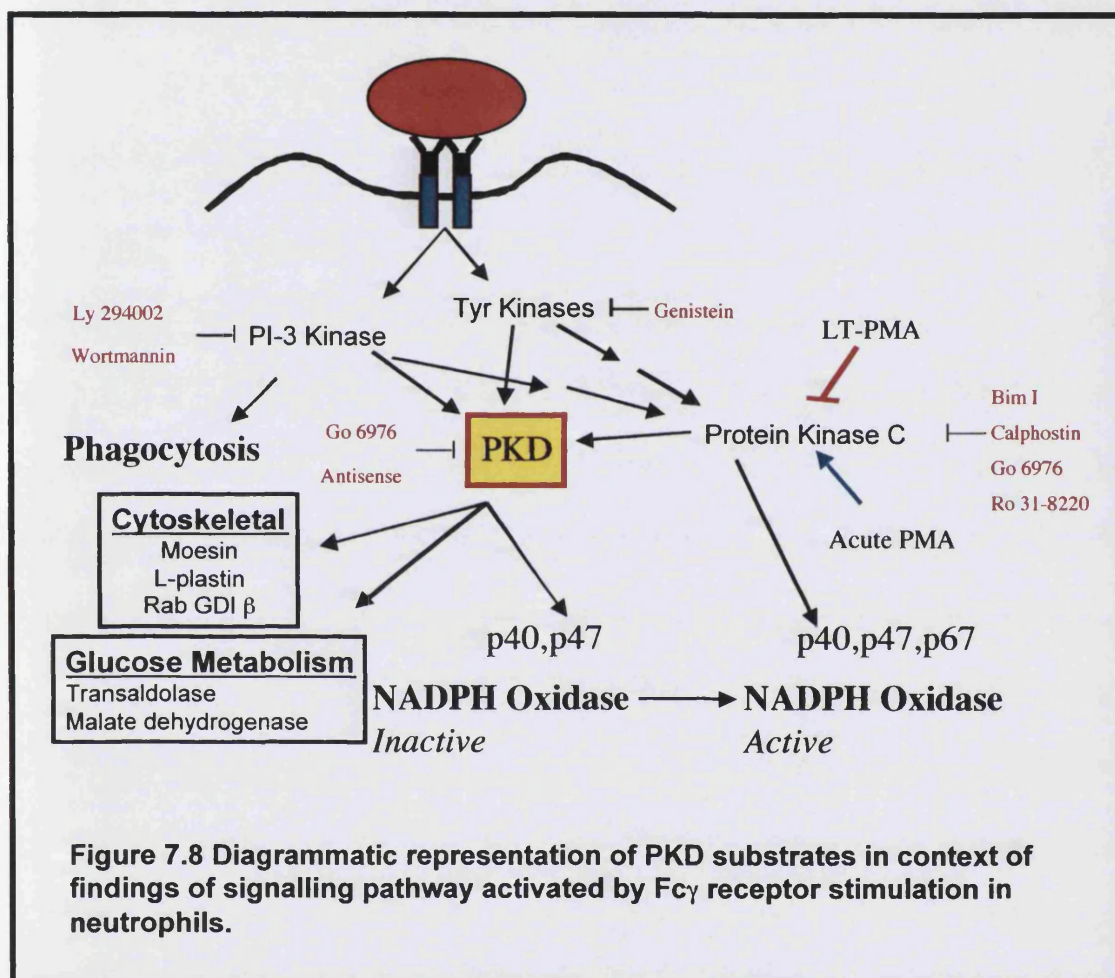 Ly 294002
Wortmannin
PI-3 Kinase
Tyr Kinases
Genistein
LT-PMA
Phagocytosis
Go 6976
Antisense
PKD
Protein Kinase C
Bim I
Calphostin
Go 6976
Ro 31-8220
Acute PMA
Cytoskeletal
Moesin
L-plastin
Rab GDI β
Glucose Metabolism
Transaldolase
Malate dehydrogenase
p40,p47
NADPH Oxidase
Inactive
p40,p47,p67
NADPH Oxidase
Active
Figure 7.8 Diagrammatic representation of PKD substrates in context of
findings of signalling pathway activated by Fcγ receptor stimulation in
neutrophils.